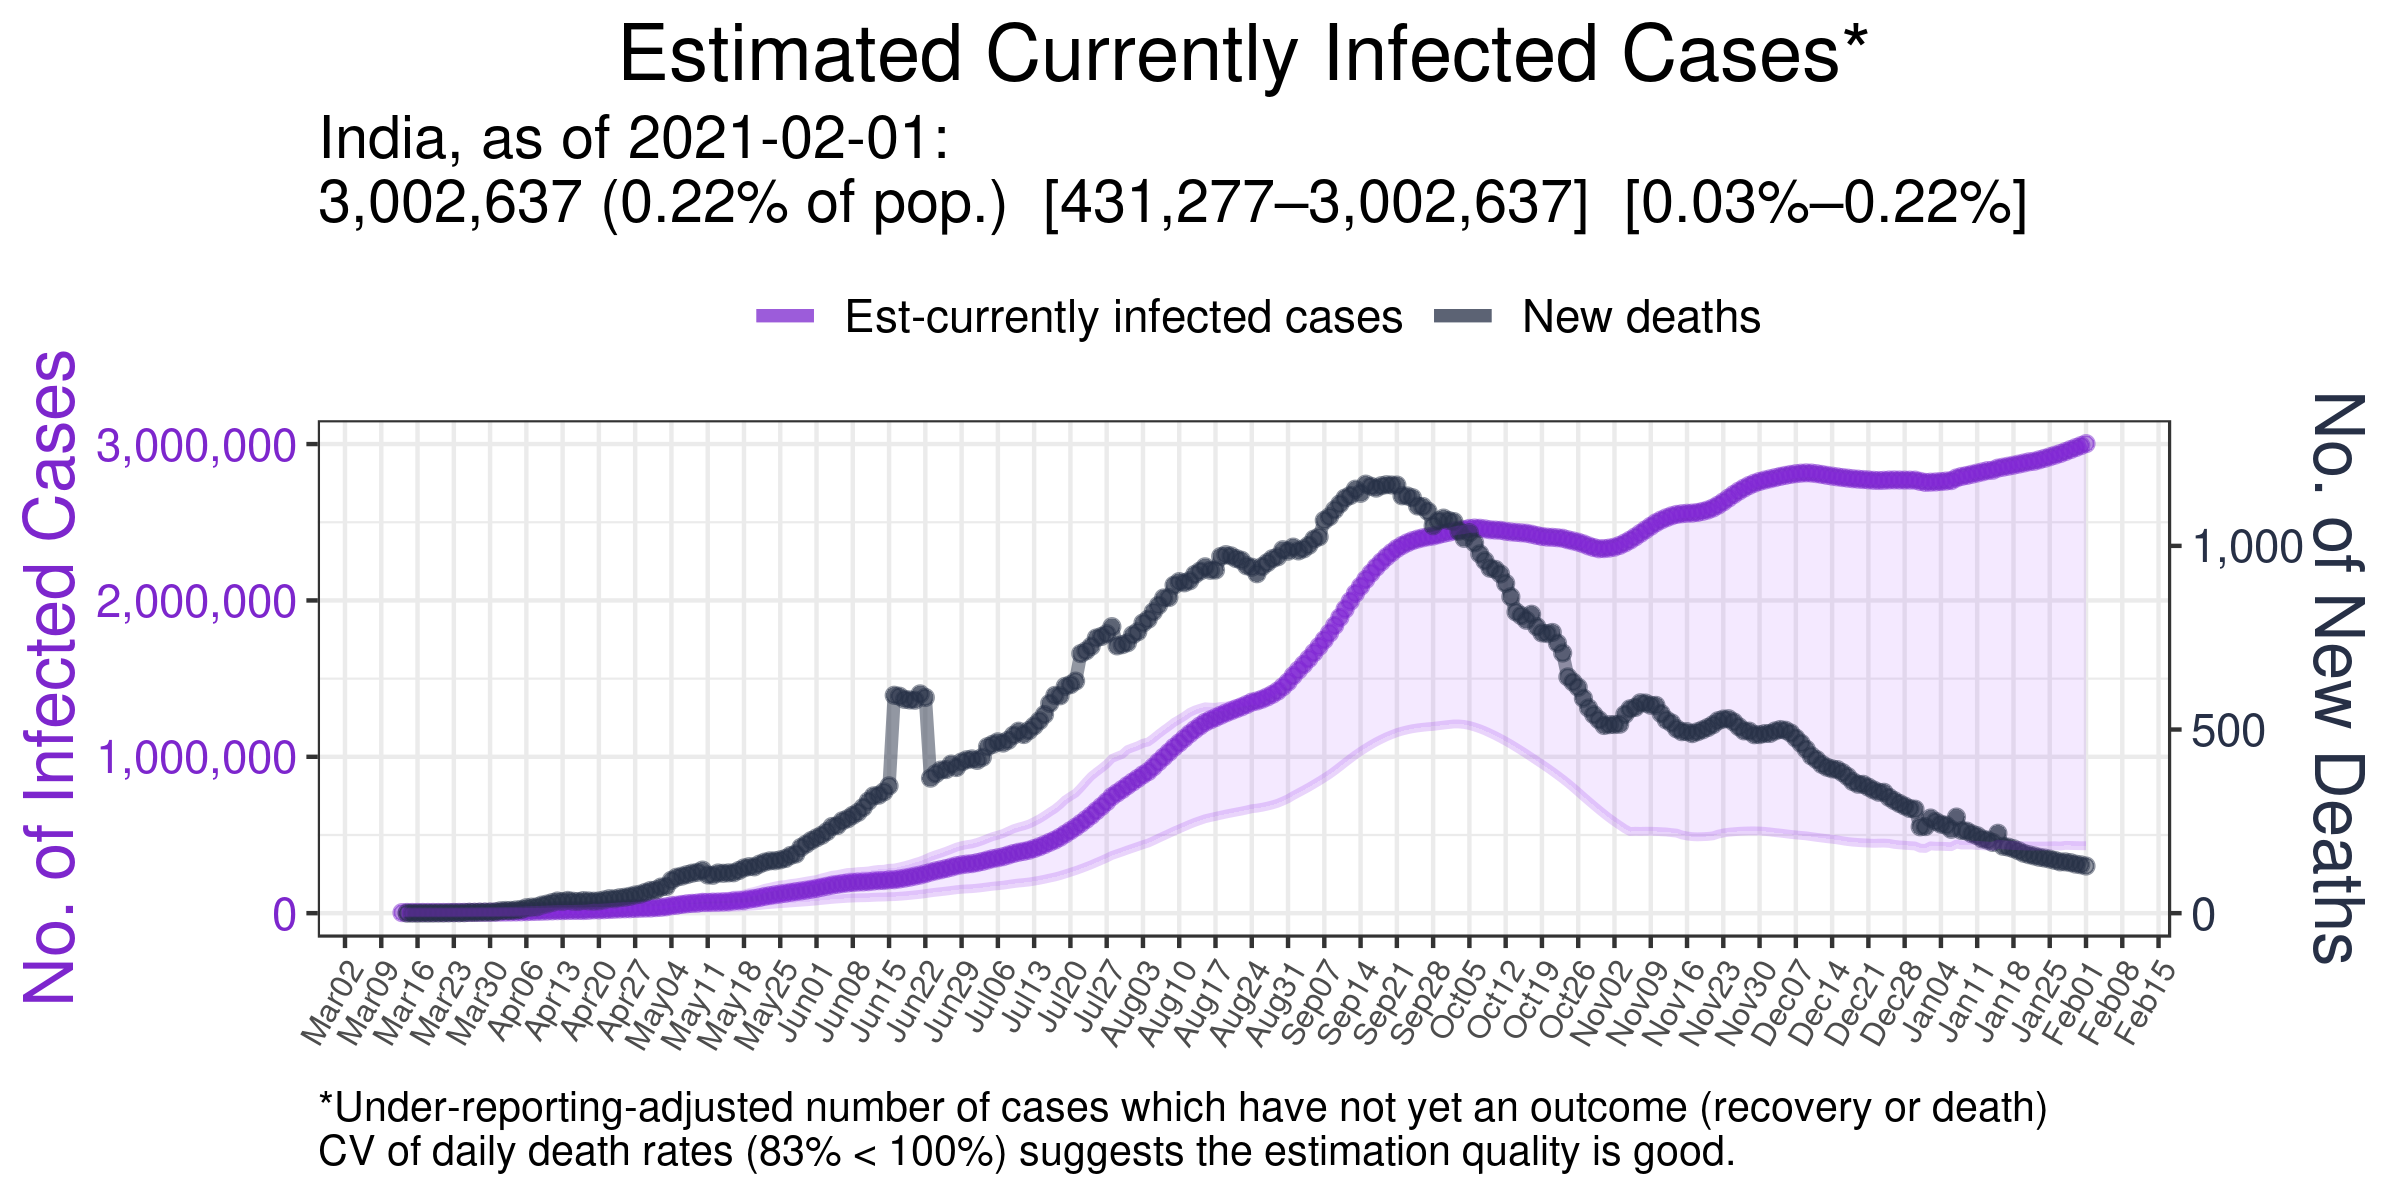 Estimated Currently Infected Cases*
India, as of 2021-02-01:
3,002,637 (0.22% of pop.) [431,277–3,002,637] [0.03%–0.22%]
Est-currently infected cases
New deaths
No. of Infected Cases
3,000,000
2,000,000
1,000,000
0
No. of New Deaths
1,000
500
0
Mar02
Mar09
Mar16
Mar23
Mar30
Apr06
Apr13
Apr20
Apr27
May04
May11
May18
May25
Jun01
Jun08
Jun15
Jun22
Jun29
Jul06
Jul13
Jul20
Jul27
Aug03
Aug10
Aug17
Aug24
Aug31
Sep07
Sep14
Sep21
Sep28
Oct05
Oct12
Oct19
Oct26
Nov02
Nov09
Nov16
Nov23
Nov30
Dec07
Dec14
Dec21
Dec28
Jan04
Jan11
Jan18
Jan25
Feb01
Feb08
Feb15
*Under-reporting-adjusted number of cases which have not yet an outcome (recovery or death)
CV of daily death rates (83% < 100%) suggests the estimation quality is good.